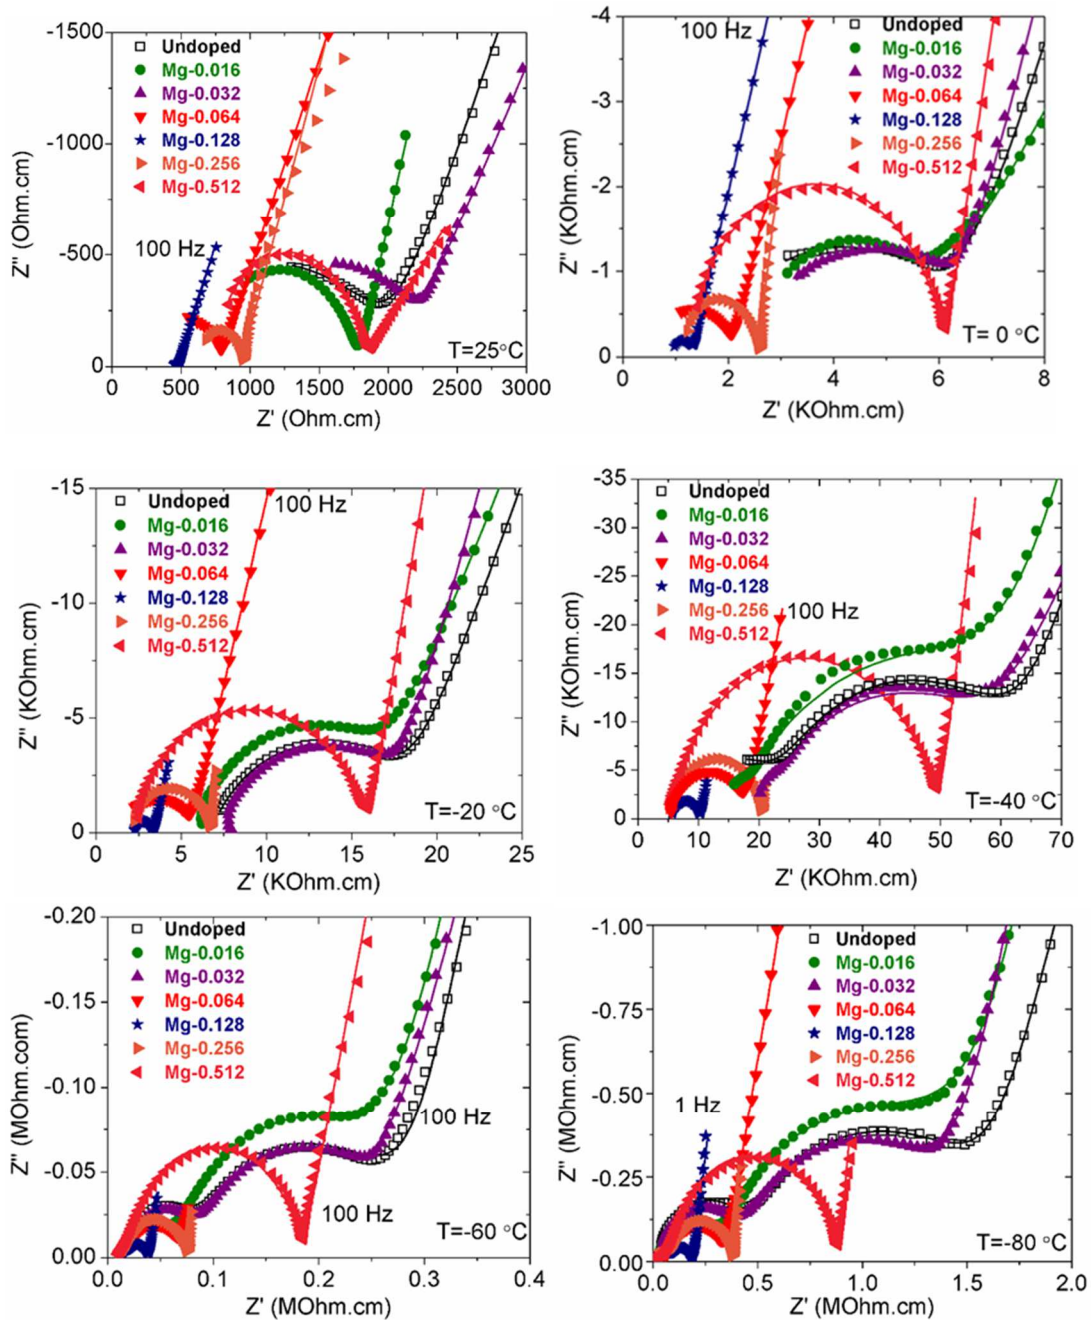 -1500
-1000
-500
0
Z'' (Ohm.cm)
Undoped
Mg-0.016
Mg-0.032
Mg-0.064
Mg-0.128
Mg-0.256
Mg-0.512
100 Hz
T=25°C
0 500 1000 1500 2000 2500 3000
Z' (Ohm.cm)
-4
-3
-2
-1
0
Z'' (KOhm.cm)
100 Hz
Undoped
Mg-0.016
Mg-0.032
Mg-0.064
Mg-0.128
Mg-0.256
Mg-0.512
T= 0 °C
0 2 4 6 8
Z' (KOhm.cm)
-15
-10
-5
0
Z'' (KOhm.cm)
Undoped
Mg-0.016
Mg-0.032
Mg-0.064
Mg-0.128
Mg-0.256
Mg-0.512
100 Hz
T=-20 °C
0 5 10 15 20 25
Z' (KOhm.cm)
-35
-30
-25
-20
-15
-10
-5
0
Z'' (KOhm.cm)
Undoped
Mg-0.016
Mg-0.032
Mg-0.064
Mg-0.128
Mg-0.256
Mg-0.512
100 Hz
T=-40 °C
0 10 20 30 40 50 60 70
Z' (KOhm.cm)
-0.20
-0.15
-0.10
-0.05
0.00
Z'' (MOhm.com)
Undoped
Mg-0.016
Mg-0.032
Mg-0.064
Mg-0.128
Mg-0.256
Mg-0.512
100 Hz
100 Hz
T=-60 °C
0.0 0.1 0.2 0.3 0.4
Z' (MOhm.cm)
-1.00
-0.75
-0.50
-0.25
0.00
Z'' (MOhm.cm)
Undoped
Mg-0.016
Mg-0.032
Mg-0.064
Mg-0.128
Mg-0.256
Mg-0.512
1 Hz
T=-80 °C
0.0 0.5 1.0 1.5 2.0
Z' (MOhm.cm)